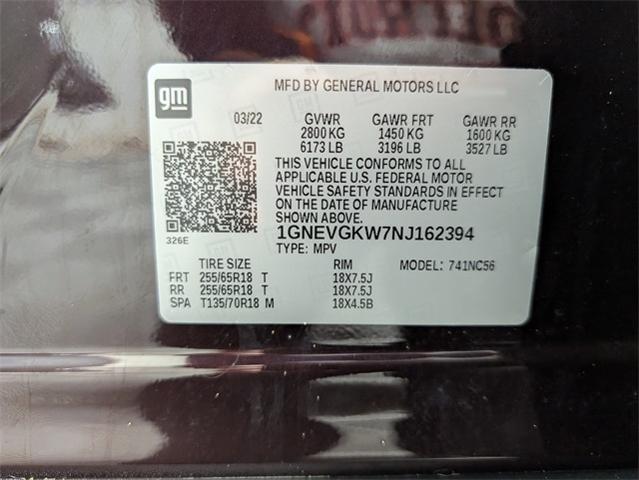 gm
MFD BY GENERAL MOTORS LLC
03/22 GVWR GAWR FRT GAWR RR
2800 KG 1450 KG 1600 KG
6173 LB 3196 LB 3527 LB
THIS VEHICLE CONFORMS TO ALL
APPLICABLE U.S. FEDERAL MOTOR
VEHICLE SAFETY STANDARDS IN EFFECT
ON THE DATE OF MANUFACTURE
SHOWN ABOVE.
326E
1GNEVGKW7NJ162394
TYPE: MPV
TIRE SIZE RIM MODEL: 741NC56
FRT 255/65R18 T 18X7.5J
RR 255/65R18 T 18X7.5J
SPA T135/70R18 M 18X4.5B